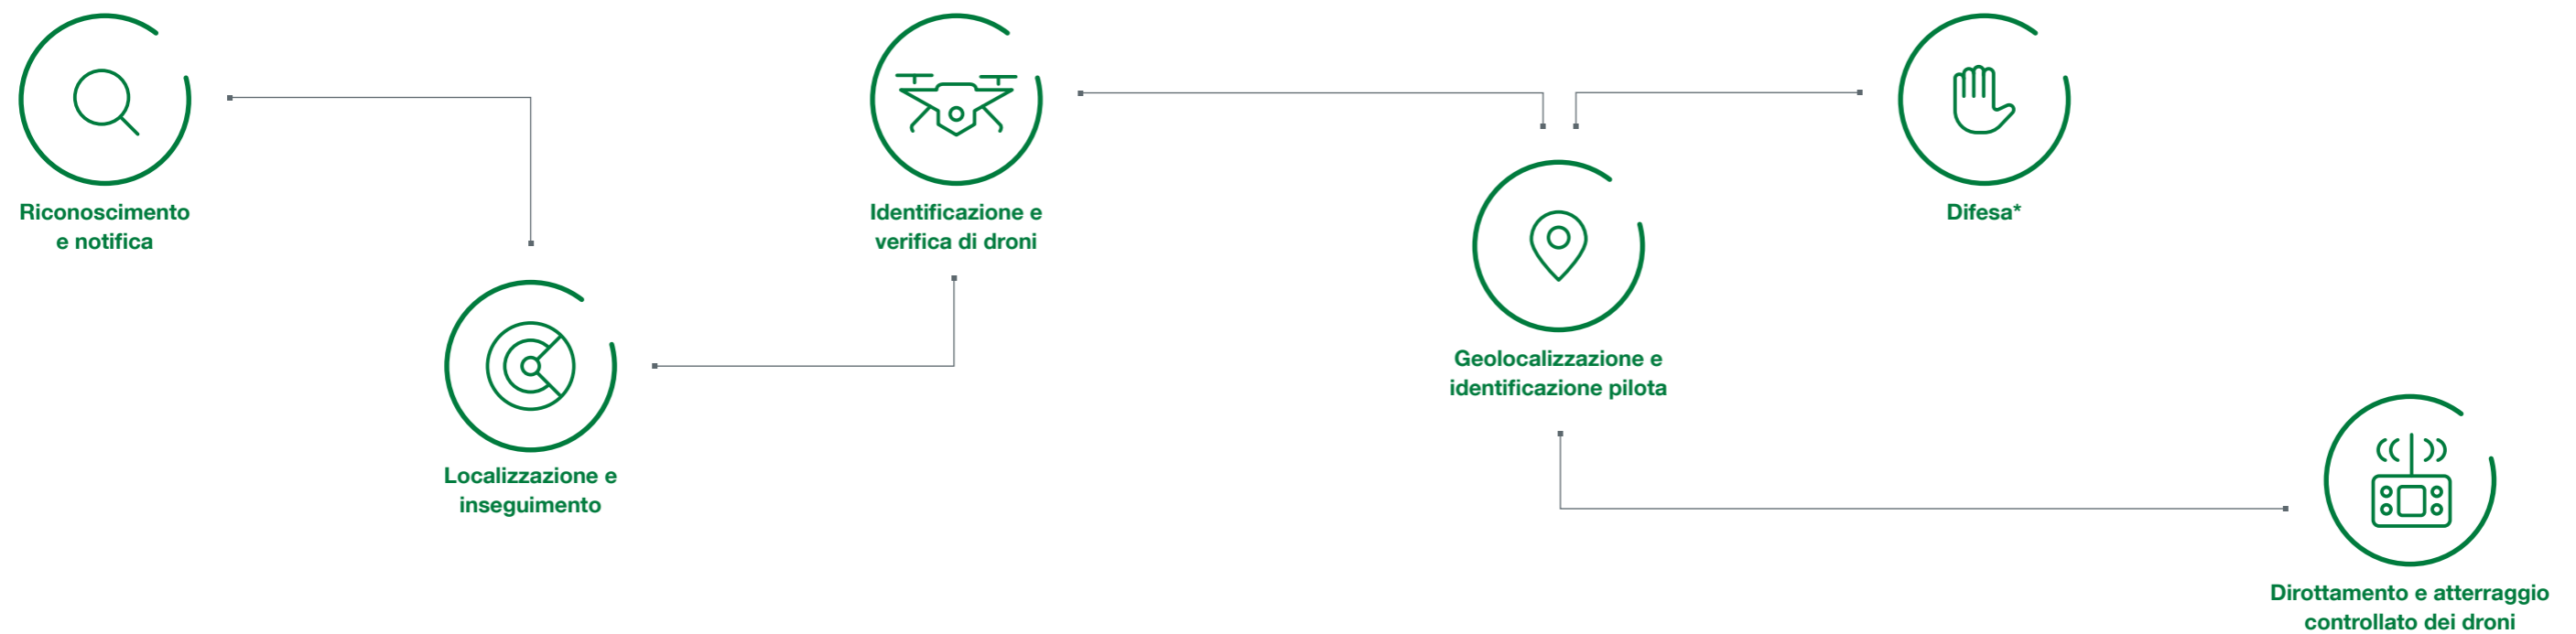 Riconoscimento
e notifica
Localizzazione e
inseguimento
Identificazione e
verifica di droni
Geolocalizzazione e
identificazione pilota
Difesa*
Dirottamento e atterraggio
controllato dei droni